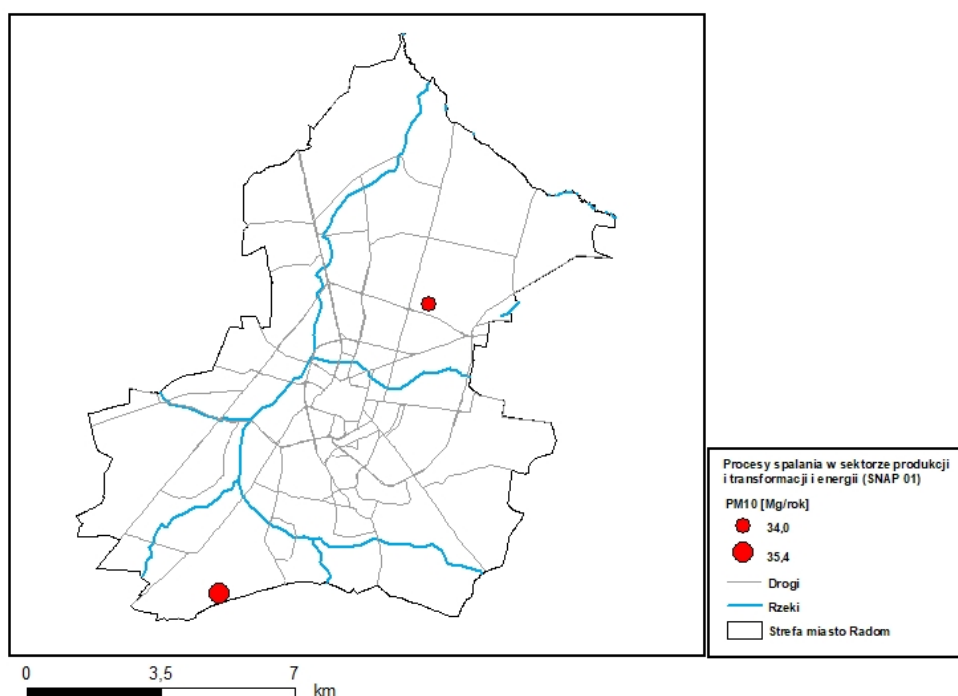 Procesy spalania w sektorze produkcji
i transformacji i energii (SNAP 01)
PM10 [Mg/rok]
34,0
35,4
Drogi
Rzeki
Strefa miasto Radom
0 3,5 7
km